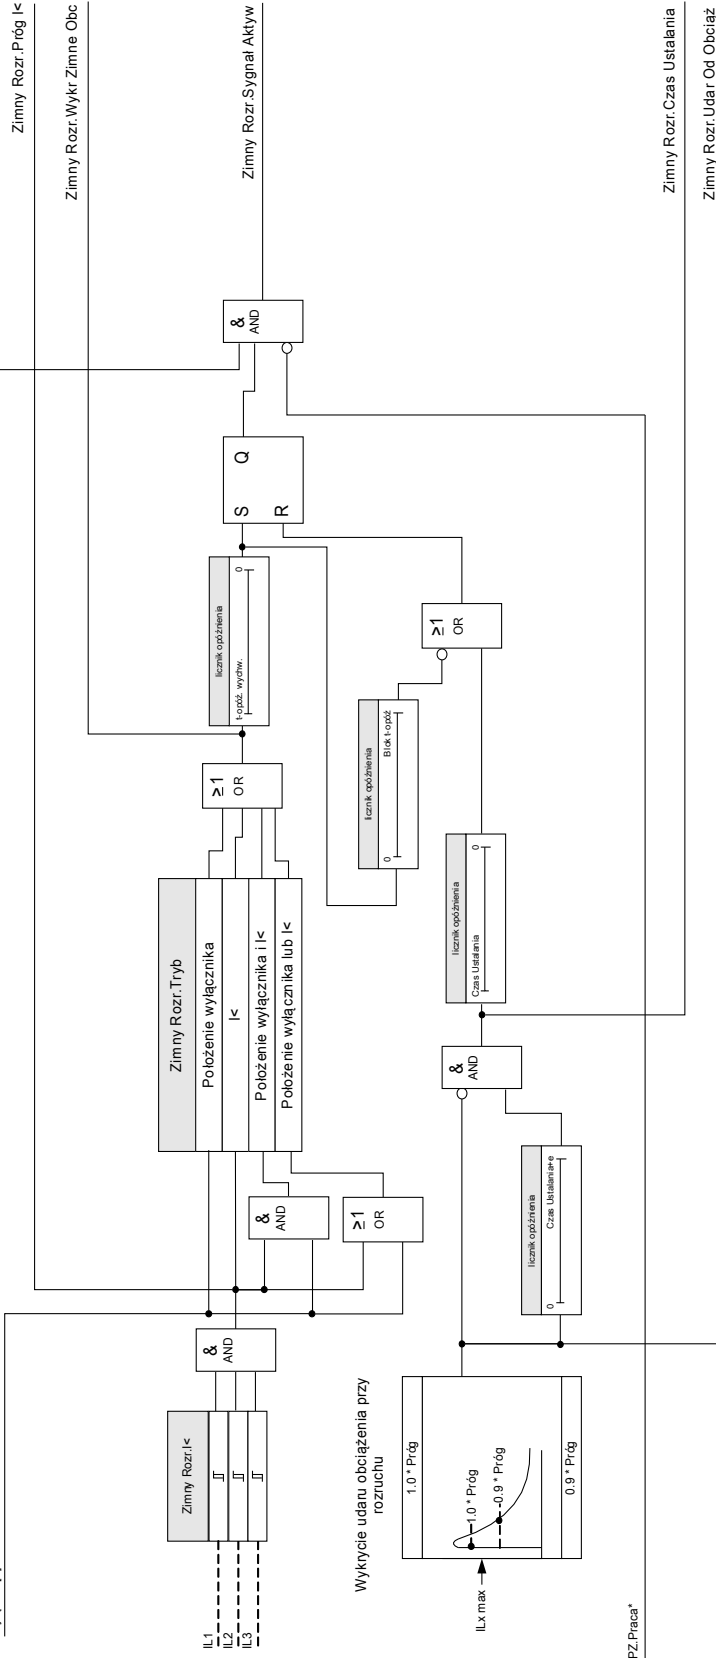 Zimny Rozr.Próg I<
Zimny Rozr.Wykr Zimne Obc
Zimny Rozr.Sygnał Aktyw
Zimny Rozr.Czas Ustalania
Zimny Rozr.Udar Od Obciąż
&
AND
S
Q
R
licznik opóźnienia
t-opóź. wychw.
0
≥1
OR
licznik opóźnienia
0
Blok t-opóź
≥1
OR
Zimny Rozr.Tryb
Położenie wyłącznika
I<
Położenie wyłącznika i I<
Położenie wyłącznika lub I<
licznik opóźnienia
Czas Ustalania
0
&
AND
&
AND
≥1
OR
licznik opóźnienia
0
Czas Ustalania+e
&
AND
Zimny Rozr.I<
IL1
IL2
IL3
Wykrycie udaru obciążenia przy
rozruchu
1.0 * Próg
1.0 * Próg
0.9 * Próg
0.9 * Próg
ILx max
PZ.Praca*